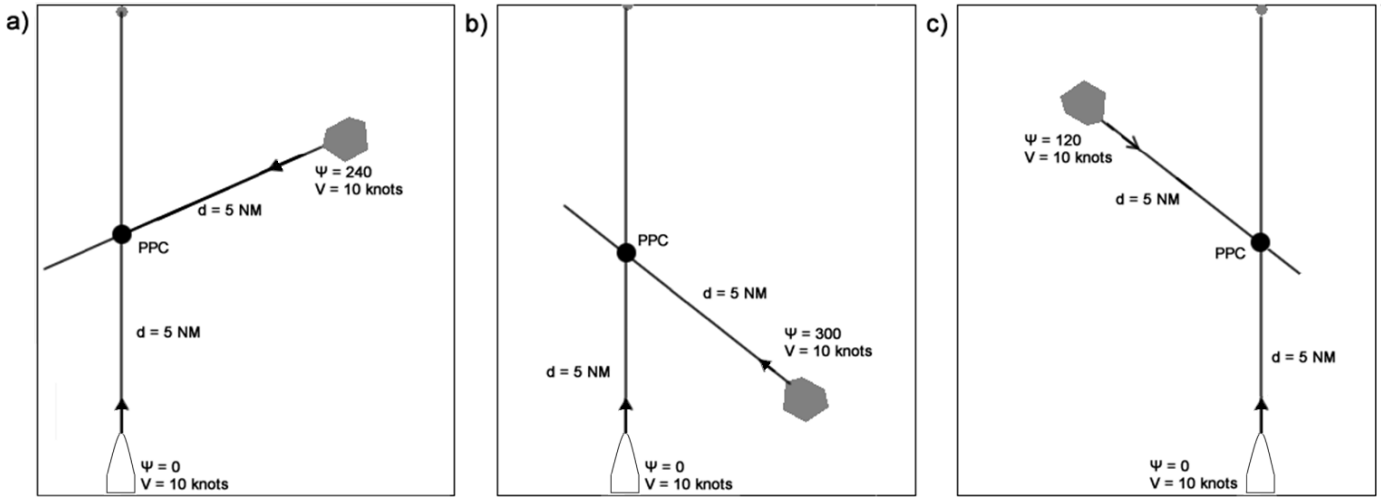 a)
Ψ = 240
V = 10 knots
d = 5 NM
PPC
d = 5 NM
Ψ = 0
V = 10 knots
b)
PPC
d = 5 NM
Ψ = 300
V = 10 knots
d = 5 NM
Ψ = 0
V = 10 knots
c)
Ψ = 120
V = 10 knots
d = 5 NM
PPC
d = 5 NM
Ψ = 0
V = 10 knots